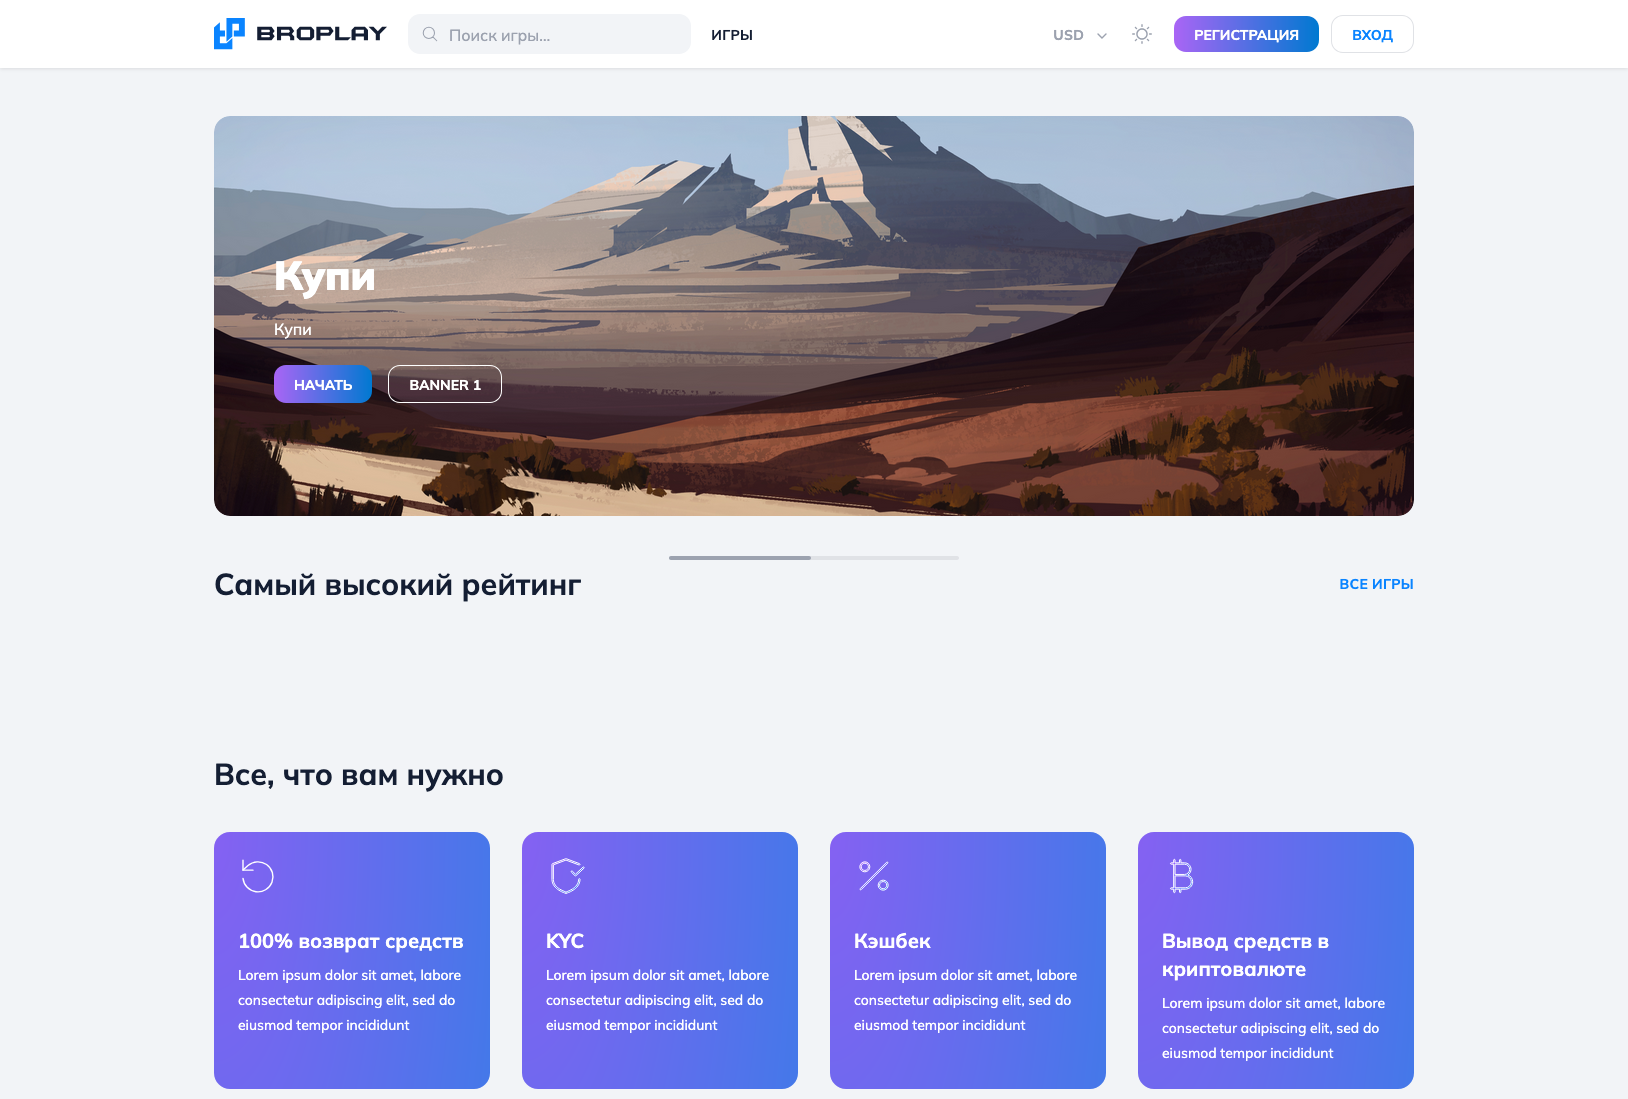 BROPLAY
Поиск игры...
ИГРЫ
USD
РЕГИСТРАЦИЯ
ВХОД
Купи
Купи
НАЧАТЬ
BANNER 1
Самый высокий рейтинг
ВСЕ ИГРЫ
Все, что вам нужно
100% возврат средств
Lorem ipsum dolor sit amet, labore
consectetur adipiscing elit, sed do
eiusmod tempor incididunt
KYC
Lorem ipsum dolor sit amet, labore
consectetur adipiscing elit, sed do
eiusmod tempor incididunt
Кэшбек
Lorem ipsum dolor sit amet, labore
consectetur adipiscing elit, sed do
eiusmod tempor incididunt
Вывод средств в
криптовалюте
Lorem ipsum dolor sit amet, labore
consectetur adipiscing elit, sed do
eiusmod tempor incididunt